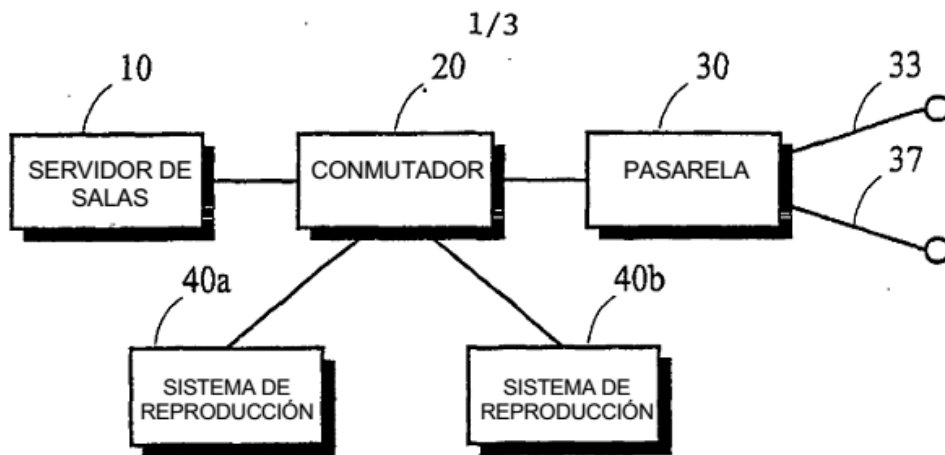 1/3
10
20
30
33
SERVIDOR DE
SALAS
CONMUTADOR
PASARELA
37
40a
40b
SISTEMA DE
REPRODUCCIÓN
SISTEMA DE
REPRODUCCIÓN